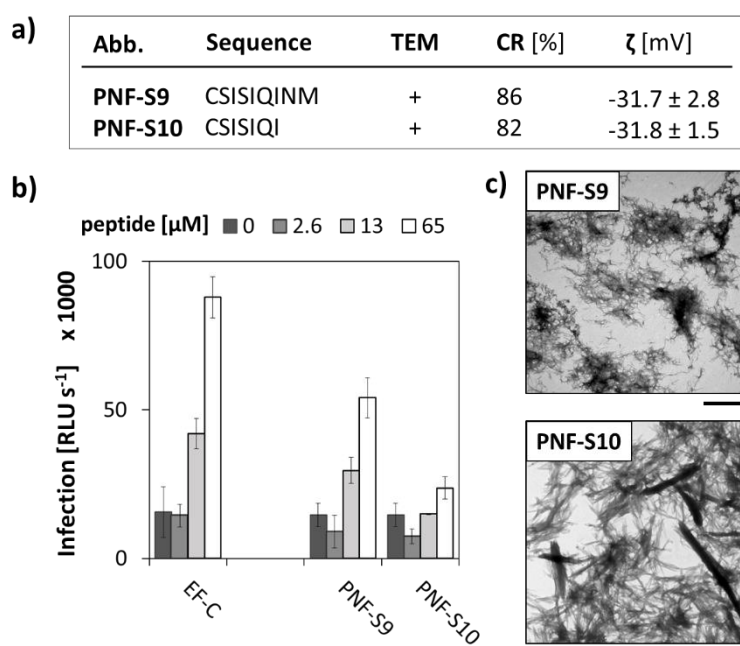 a)
Abb. Sequence TEM CR [%] ζ [mV]
PNF-S9 CSISIQINM + 86 -31.7 ± 2.8
PNF-S10 CSISIQI + 82 -31.8 ± 1.5
b)
peptide [µM] 0 2.6 13 65
Infection [RLU s⁻¹] x 1000
100
50
0
EF-C
PNF-S9
PNF-S10
c)
PNF-S9
PNF-S10